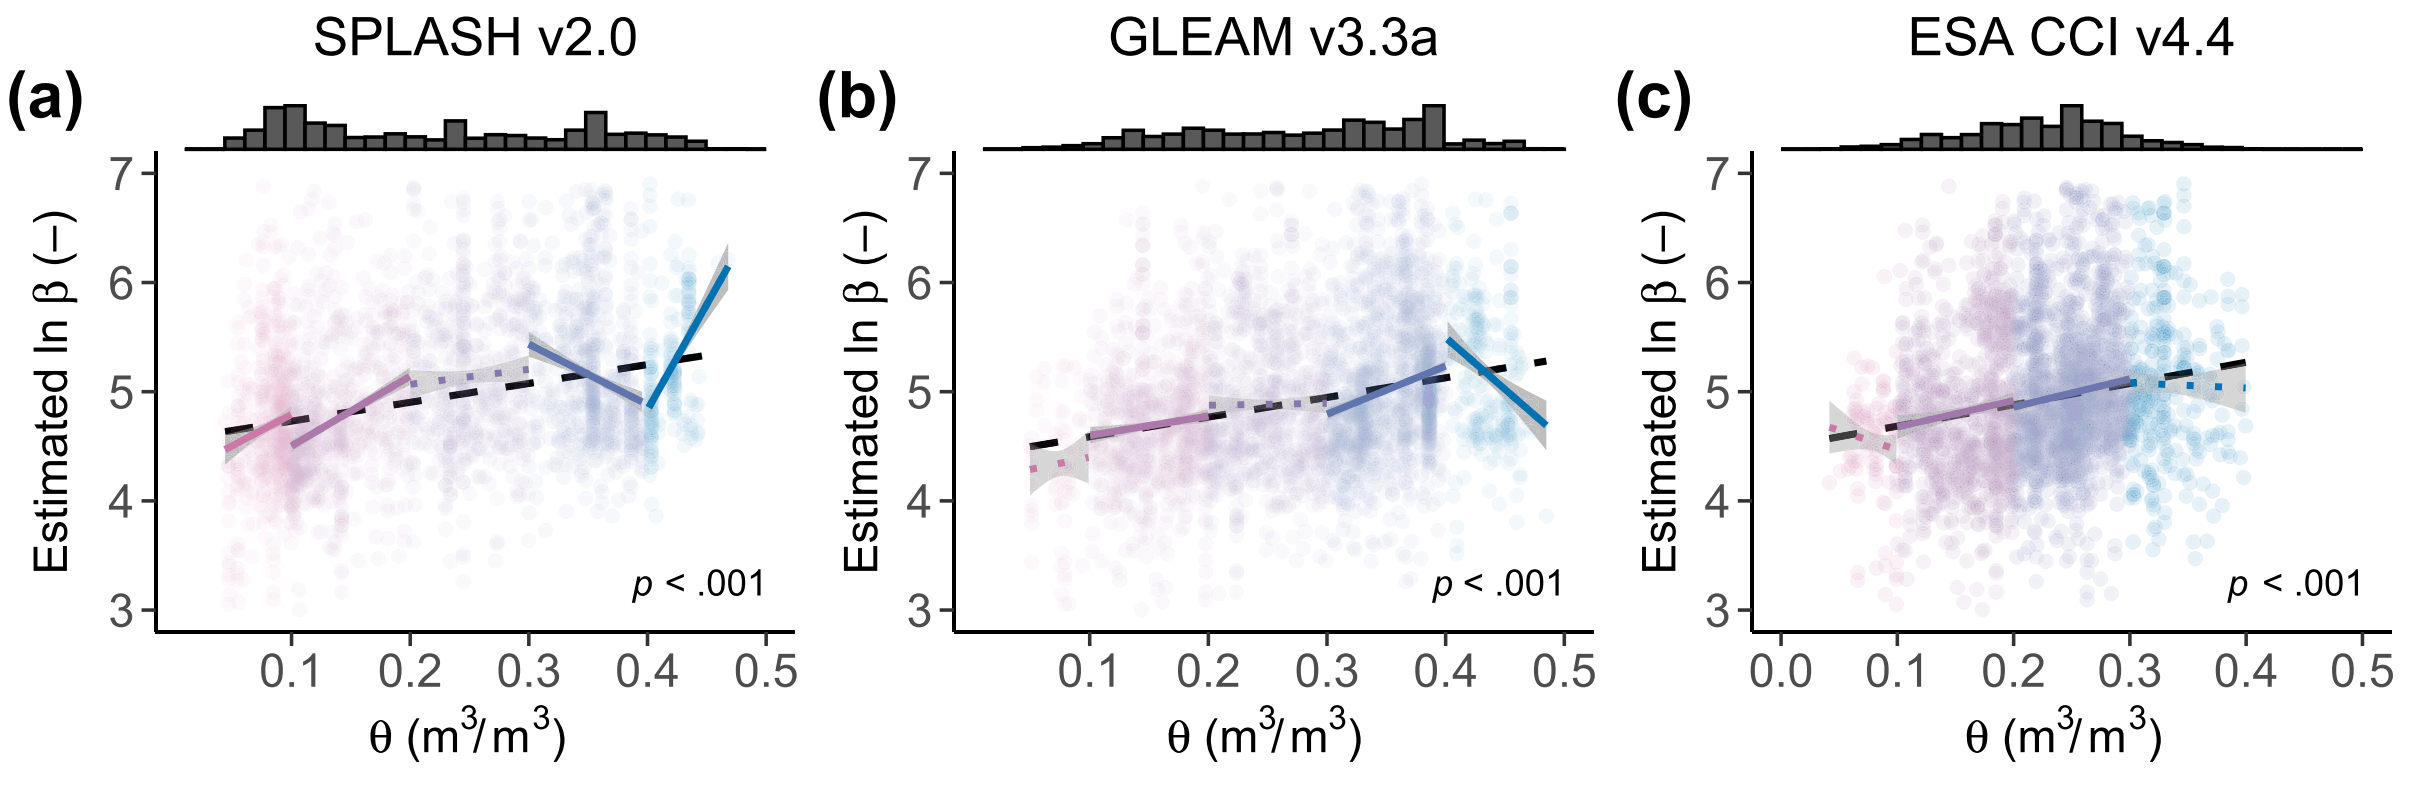 SPLASH v2.0
(a)
7
6
5
4
3
Estimated ln β (−)
p < .001
0.1 0.2 0.3 0.4 0.5
θ (m³/m³)
GLEAM v3.3a
(b)
7
6
5
4
3
Estimated ln β (−)
p < .001
0.1 0.2 0.3 0.4 0.5
θ (m³/m³)
ESA CCI v4.4
(c)
7
6
5
4
3
Estimated ln β (−)
p < .001
0.0 0.1 0.2 0.3 0.4 0.5
θ (m³/m³)